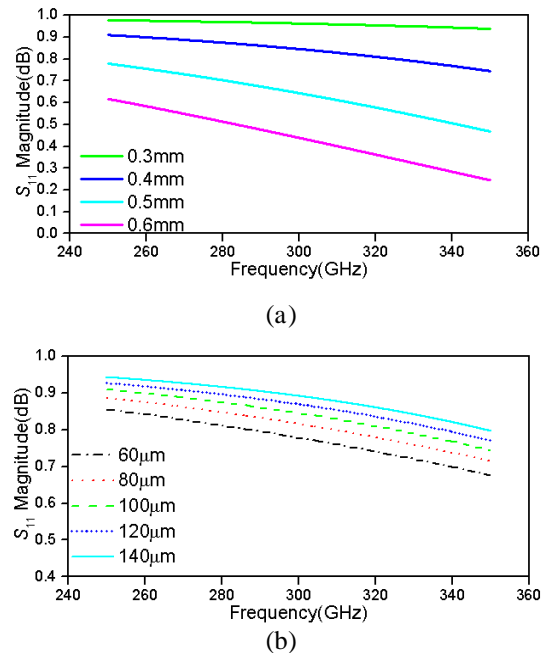 1.0
0.9
0.8
0.7
0.6
0.5
0.4
0.3
0.2
0.1
0.0
S11 Magnitude(dB)
0.3mm
0.4mm
0.5mm
0.6mm
240 260 280 300 320 340 360
Frequency(GHz)
(a)
1.0
0.9
0.8
0.7
0.6
0.5
0.4
S11 Magnitude(dB)
60μm
80μm
100μm
120μm
140μm
240 260 280 300 320 340 360
Frequency(GHz)
(b)